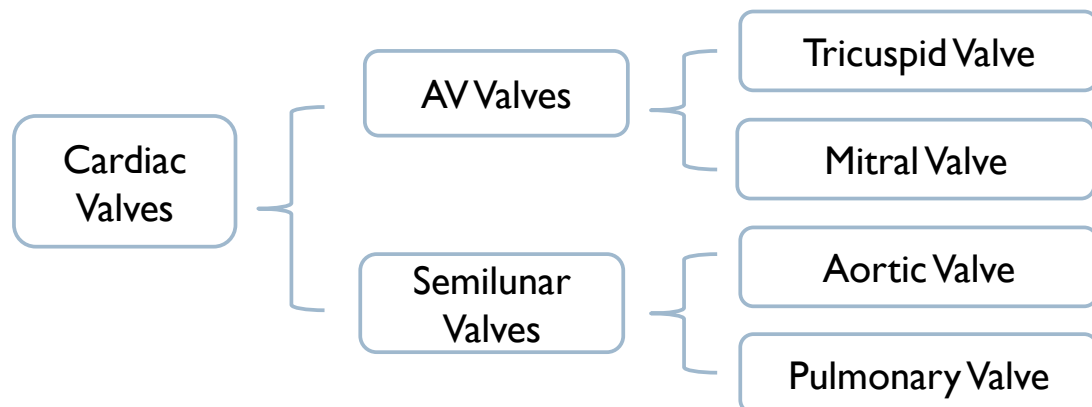 Cardiac
Valves
AV Valves
Semilunar
Valves
Tricuspid Valve
Mitral Valve
Aortic Valve
Pulmonary Valve